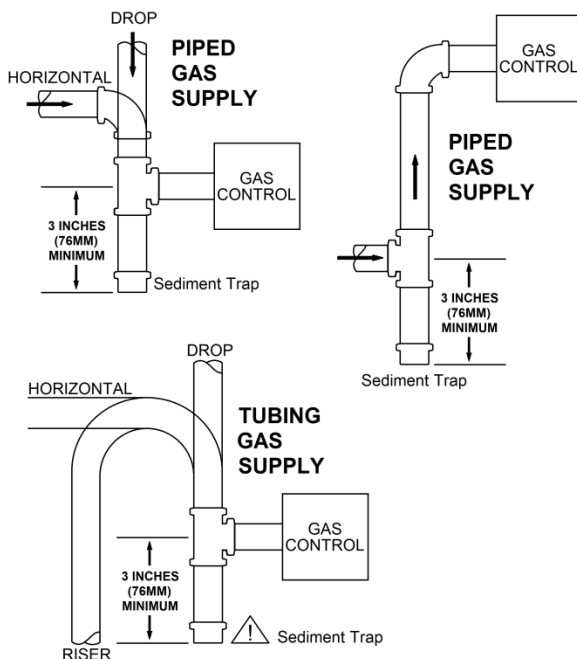 DROP
PIPED
GAS
SUPPLY
HORIZONTAL
GAS
CONTROL
3 INCHES
(76MM)
MINIMUM
Sediment Trap
GAS
CONTROL
PIPED
GAS
SUPPLY
3 INCHES
(76MM)
MINIMUM
Sediment Trap
DROP
HORIZONTAL
TUBING
GAS
SUPPLY
GAS
CONTROL
3 INCHES
(76MM)
MINIMUM
! Sediment Trap
RISER